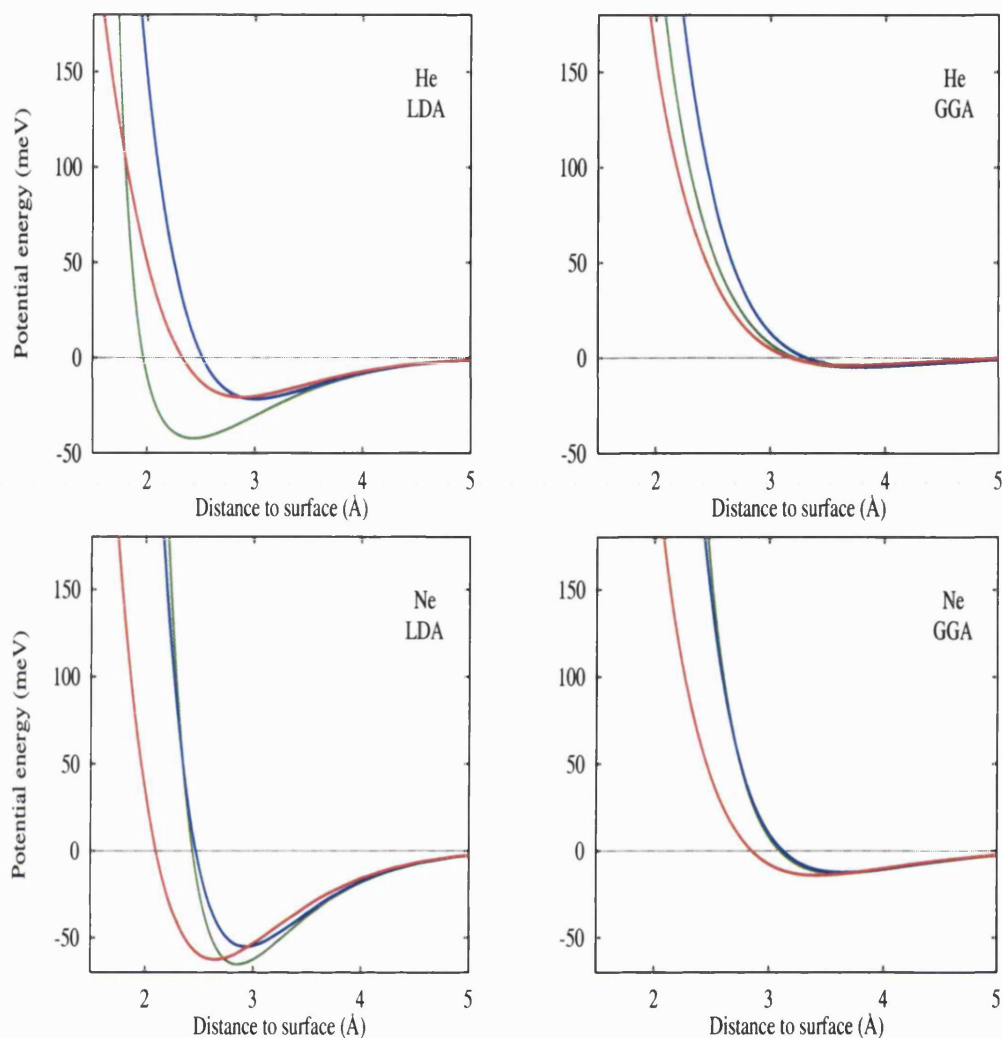 He
LDA
150
100
50
0
-50
2
3
4
5
Distance to surface (Å)
Potential energy (meV)
He
GGA
150
100
50
0
-50
2
3
4
5
Distance to surface (Å)
Ne
LDA
150
100
50
0
-50
2
3
4
5
Distance to surface (Å)
Potential energy (meV)
Ne
GGA
150
100
50
0
-50
2
3
4
5
Distance to surface (Å)